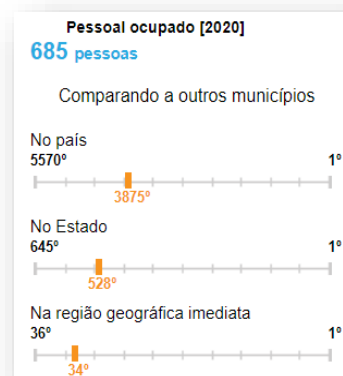 Pessoal ocupado [2020]
685 pessoas
Comparando a outros municípios
No país
5570º 1º
3875º
No Estado
645º 1º
528º
Na região geográfica imediata
36º 1º
34º